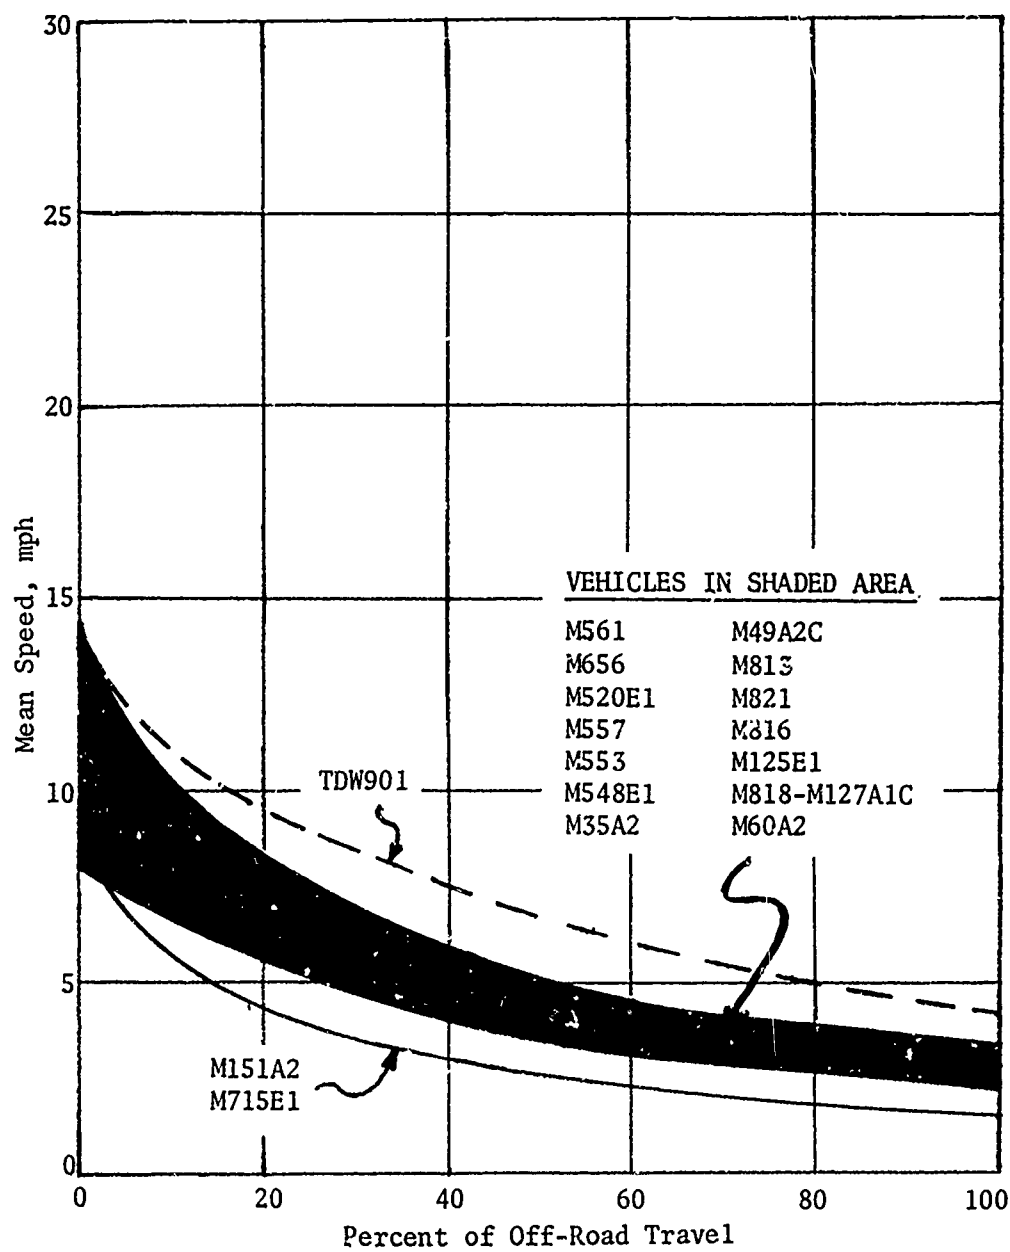 30
25
20
15
10
5
0
Mean Speed, mph
VEHICLES IN SHADED AREA
M561 M49A2C
M656 M813
M520E1 M821
M557 M816
M553 M125E1
M548E1 M818-M127A1C
M35A2 M60A2
TDW901
M151A2
M715E1
0 20 40 60 80 100
Percent of Off-Road Travel